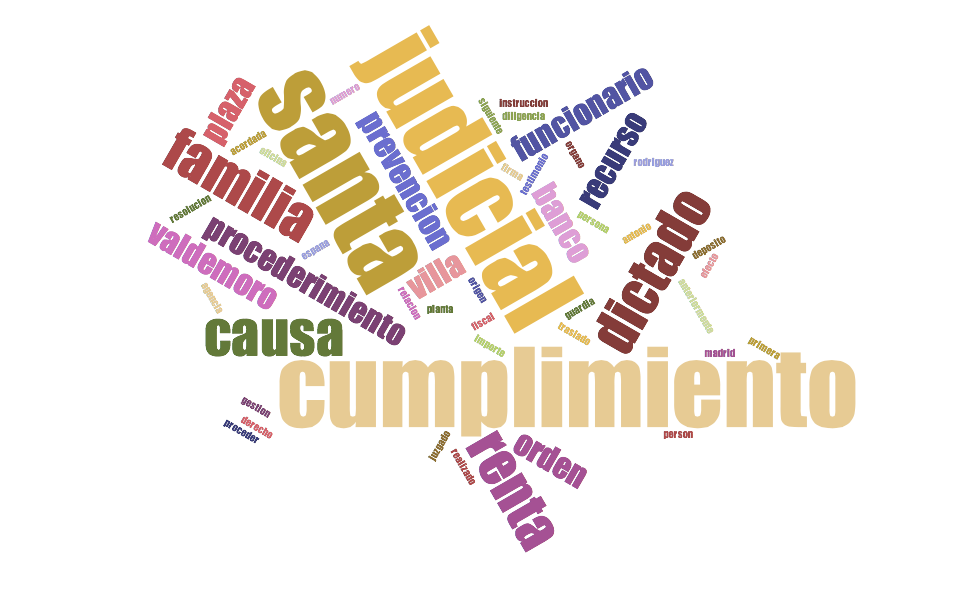 judicial
santa
plaza
numero
siguiente
instruccion
diligencia
funcionario
prevencion
acordada
oficina
familia
organo
recurso
rodriguez
firma
testimonio
banco
persona
resolucion
dictado
valdemoro
procederimiento
espana
villa
antonio
deposito
efecto
agencia
relacion
origen
planta
guardia
fiscal
traslado
importe
causa
madrid
primera
cumplimiento
gestion
derecho
proceder
juzgado
realizado
renta
orden
person